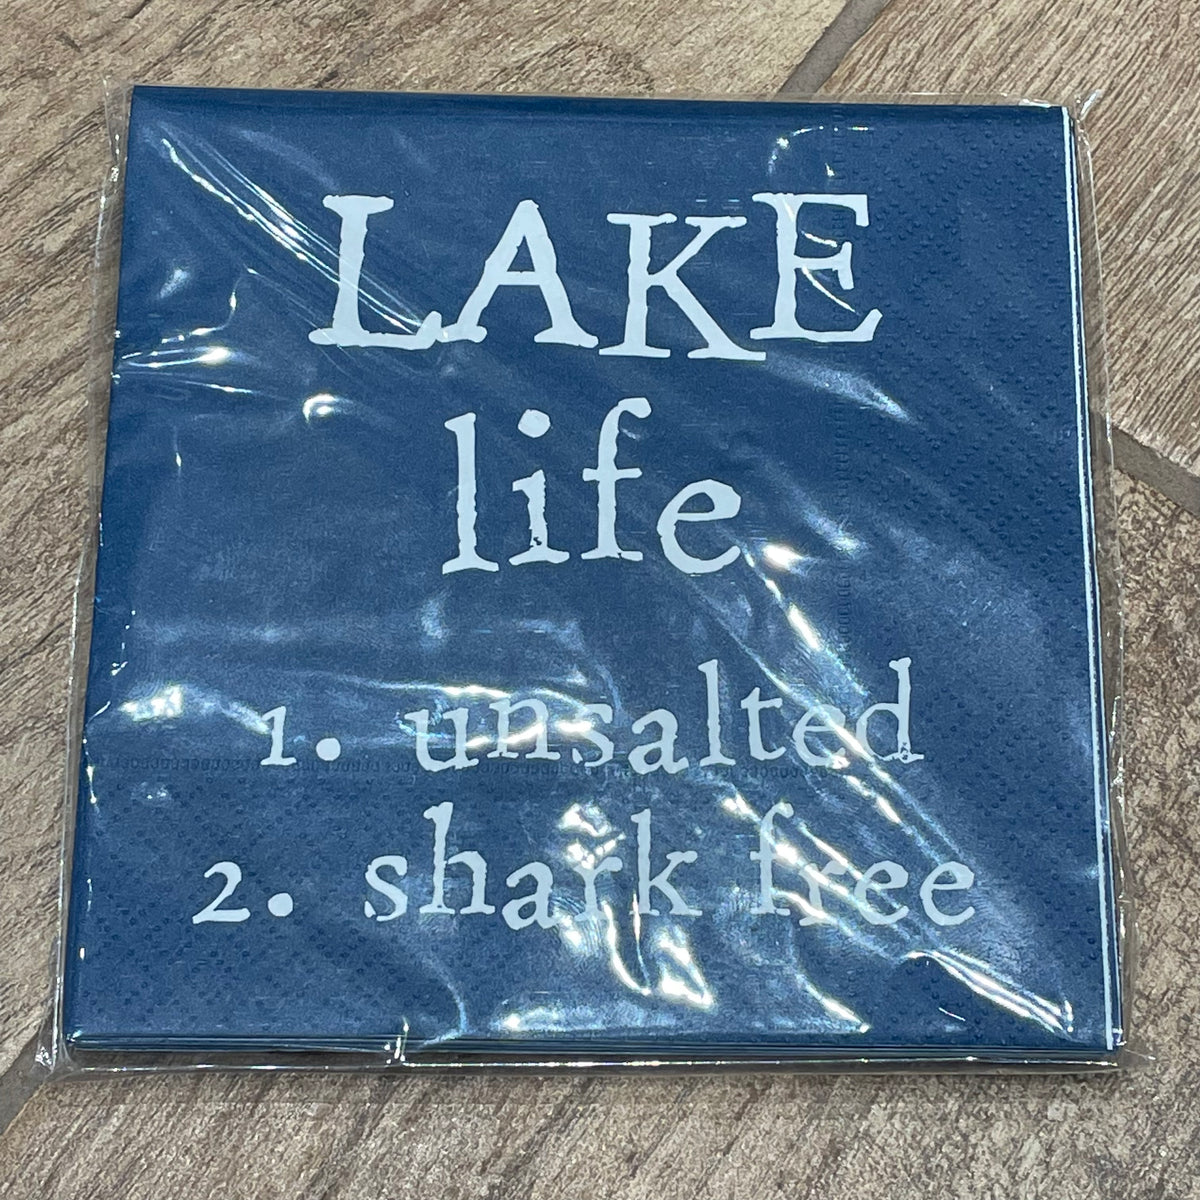 LAKE
life
1. unsalted
2. shark free